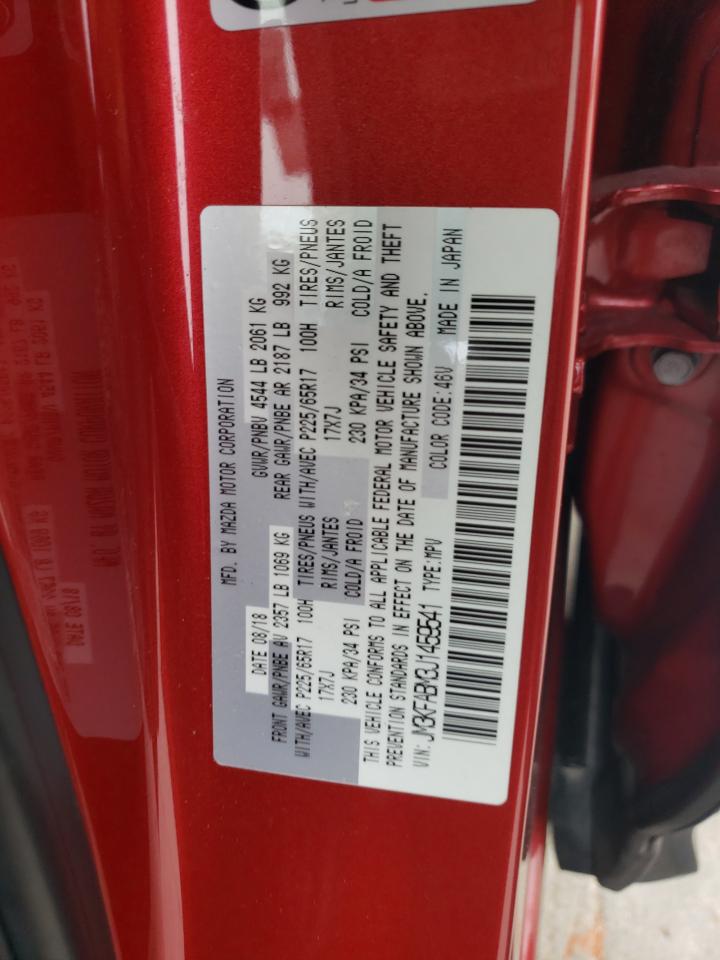 MFD. BY MAZDA MOTOR CORPORATION
DATE 08/18 GVWR/PNBV 4544 LB 2061 KG
FRONT GAWR/PNBE AV 2357 LB 1069 KG REAR GAWR/PNBE AR 2187 LB 992 KG
WITH/AVEC P225/65R17 100H TIRES/PNEUS WITH/AVEC P225/65R17 100H TIRES/PNEUS
17X7J RIMS/JANTES 17X7J RIMS/JANTES
230 KPA/34 PSI COLD/A FROID 230 KPA/34 PSI COLD/A FROID
THIS VEHICLE CONFORMS TO ALL APPLICABLE FEDERAL MOTOR VEHICLE SAFETY AND THEFT
PREVENTION STANDARDS IN EFFECT ON THE DATE OF MANUFACTURE SHOWN ABOVE.
VIN: JM3KFABM3J1459541 TYPE:MPV COLOR CODE:46V MADE IN JAPAN